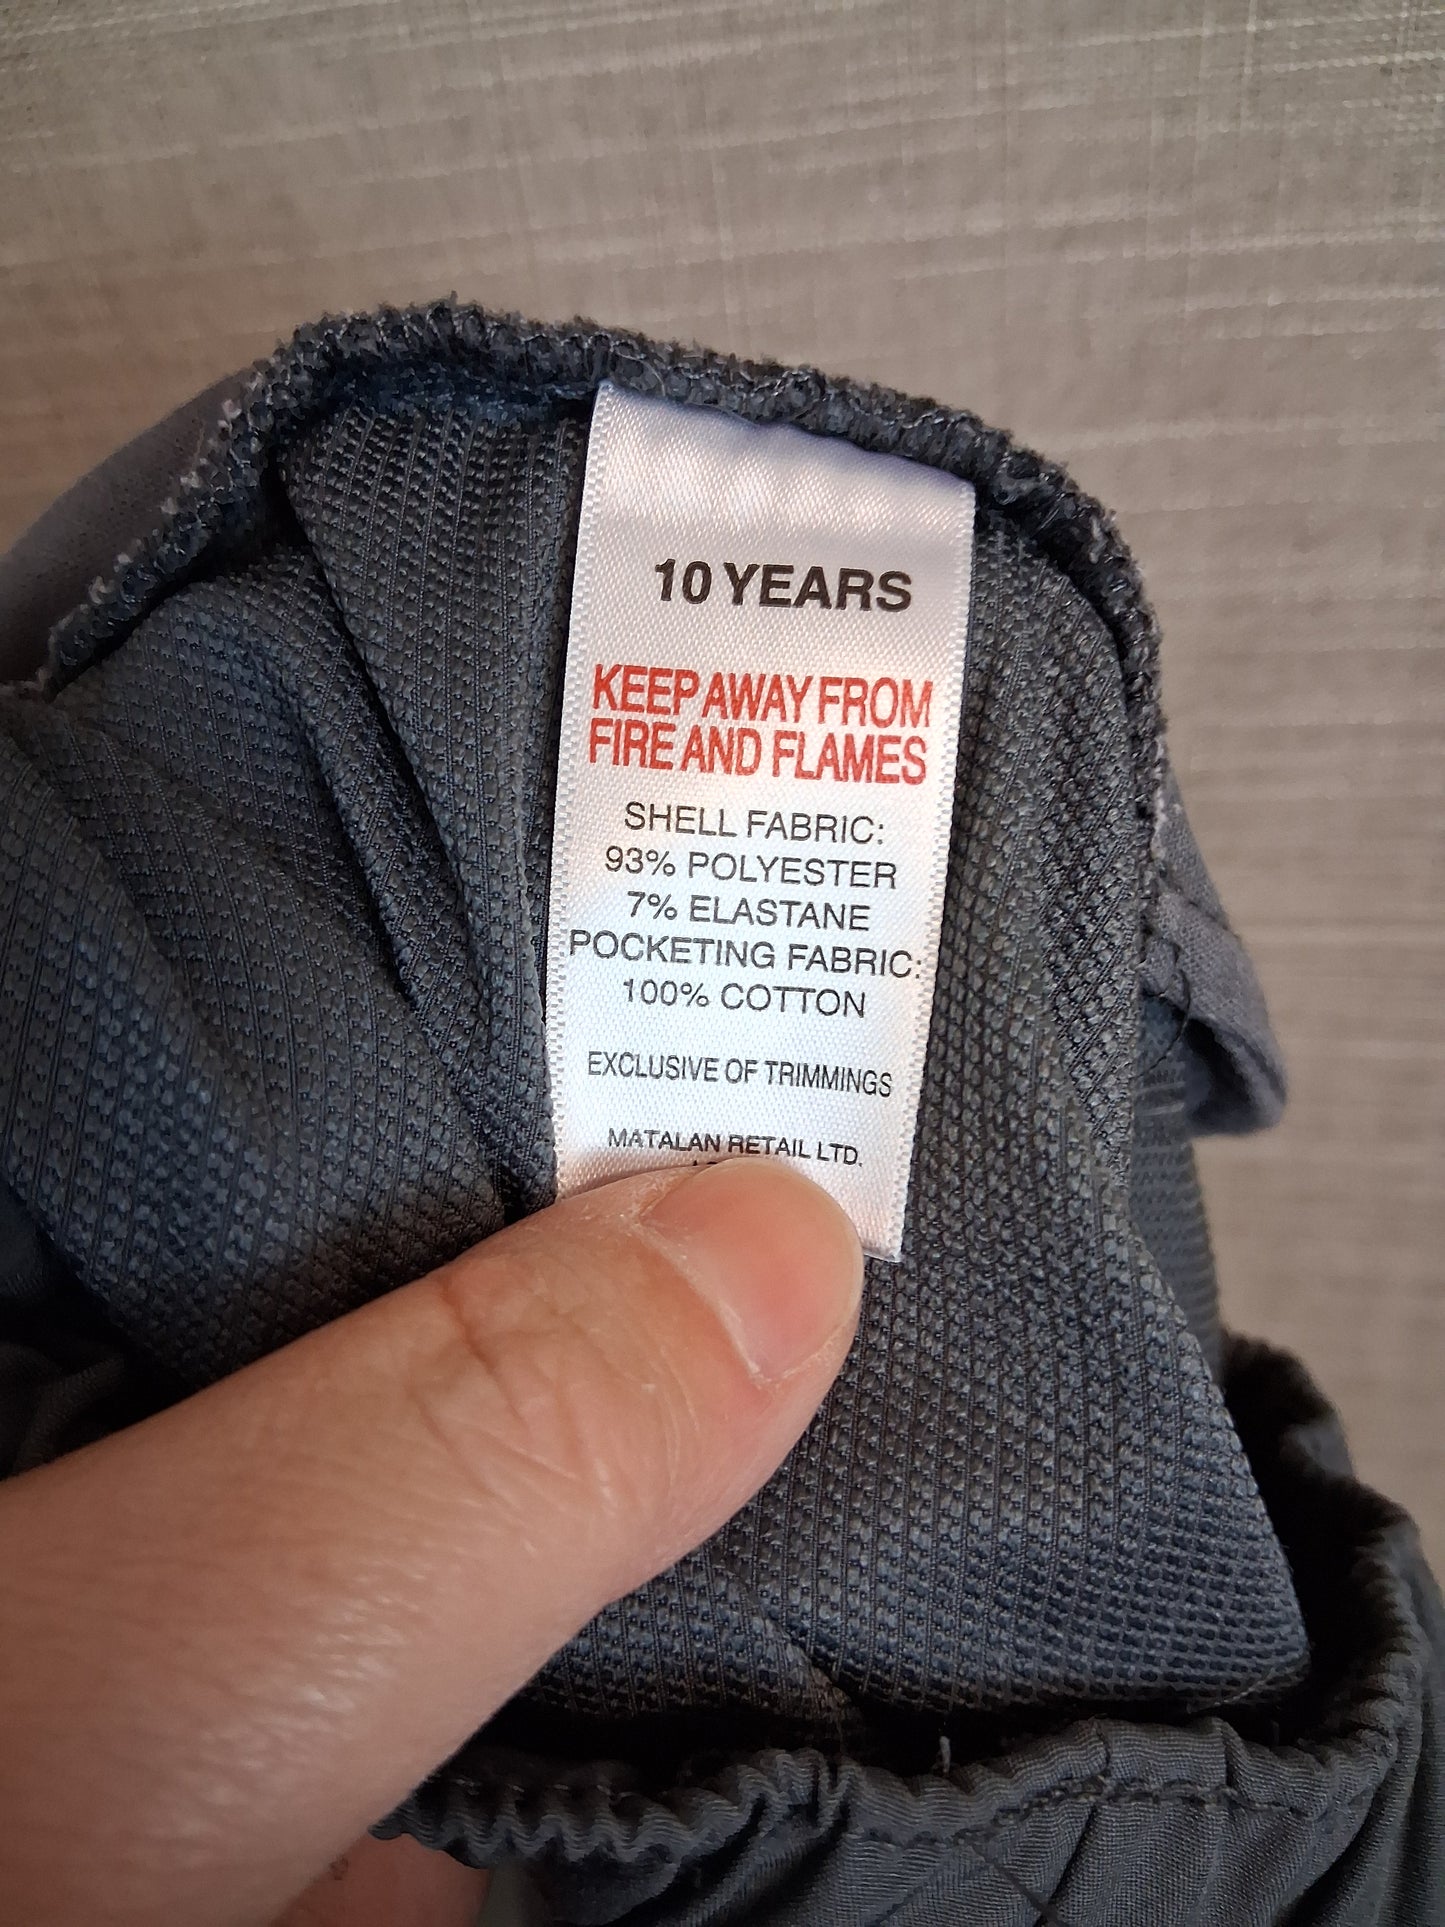 10 YEARS
KEEP AWAY FROM
FIRE AND FLAMES
SHELL FABRIC:
93% POLYESTER
7% ELASTANE
POCKETING FABRIC:
100% COTTON
EXCLUSIVE OF TRIMMINGS
MATALAN RETAIL LTD.